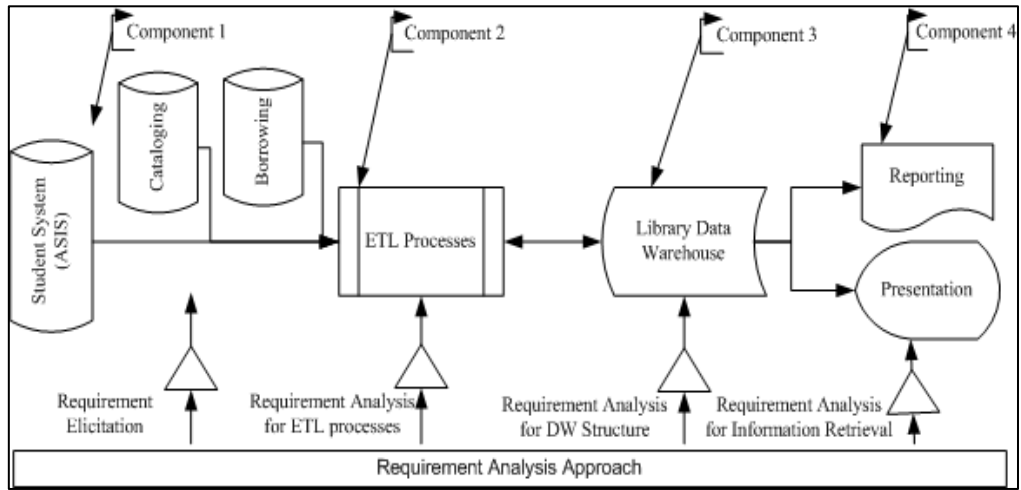 Component 1
Component 2
Component 3
Component 4
Student System
(ASIS)
Cataloging
Borrowing
ETL Processes
Library Data
Warehouse
Reporting
Presentation
Requirement
Elicitation
Requirement Analysis
for ETL processes
Requirement Analysis
for DW Structure
Requirement Analysis
for Information Retrieval
Requirement Analysis Approach